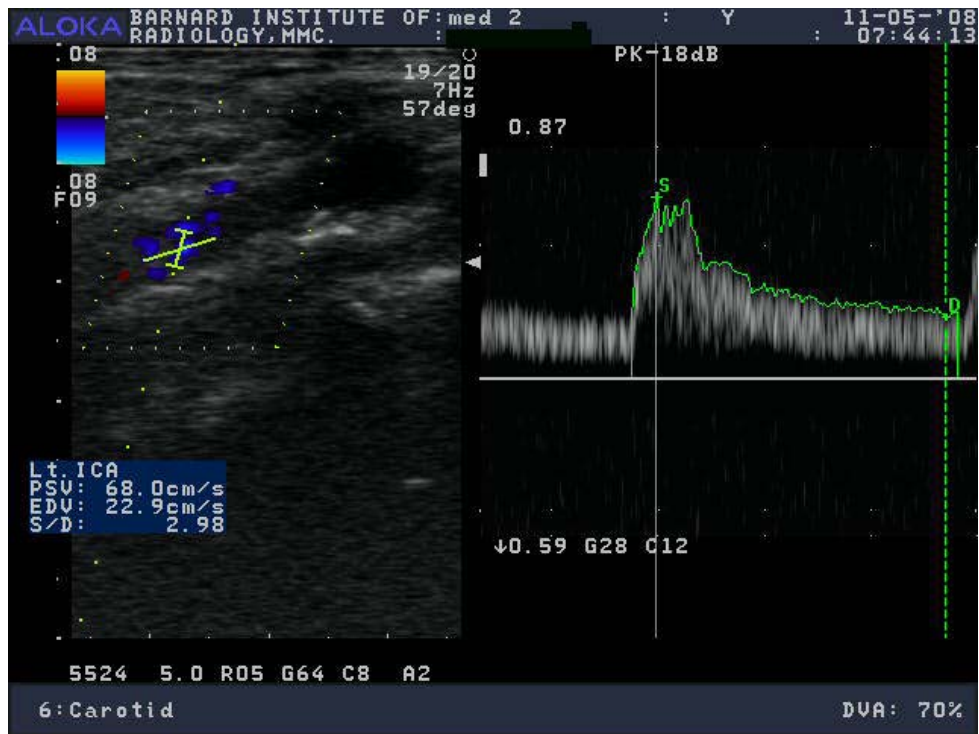 ALOKA BARNARD INSTITUTE OF:med 2 : Y 11-05-'08
RADIOLOGY,MMC. : : 07:44:13
.08
19/20
7Hz
57deg
.08
F09
PK-18dB
0.87
S
D
Lt.ICA
PSV: 68.0cm/s
EDV: 22.9cm/s
S/D: 2.98
↓0.59 G28 C12
5524 5.0 R05 G64 C8 A2
6:Carotid DVA: 70%